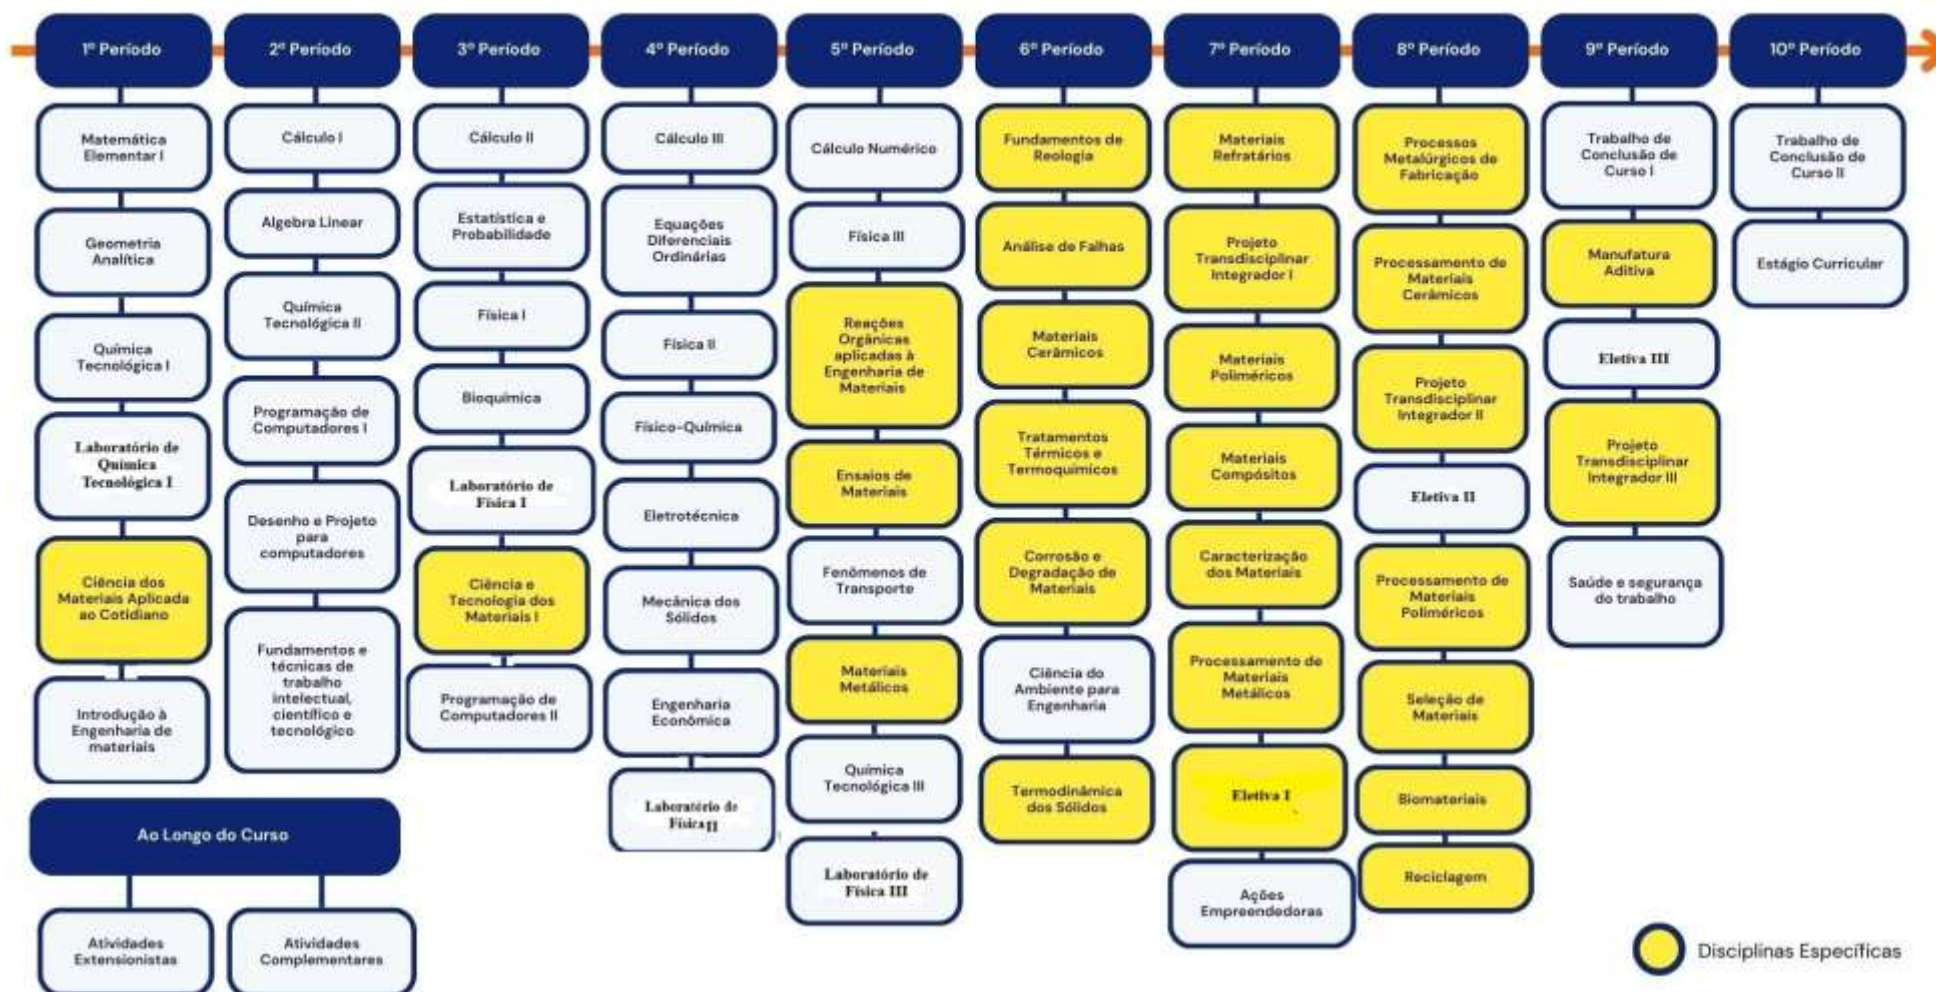 1º Período
2º Período
3º Período
4º Período
5º Período
6º Período
7º Período
8º Período
9º Período
10º Período
Matemática
Elementar I
Geometria
Analítica
Química
Tecnológica I
Laboratório de
Química
Tecnológica I
Ciência dos
Materiais Aplicada
ao Cotidiano
Introdução à
Engenharia de
materiais
Cálculo I
Algebra Linear
Química
Tecnológica II
Programação de
Computadores I
Desenho e Projeto
para
computadores
Fundamentos e
técnicas de
trabalho
intelectual,
científico e
tecnológico
Cálculo II
Estatística e
Probabilidade
Física I
Bioquímica
Laboratório de
Física I
Ciência e
Tecnologia dos
Materiais I
Programação de
Computadores II
Cálculo III
Equações
Diferenciais
Ordinárias
Física II
Físico-Química
Eletrotécnica
Mecânica dos
Sólidos
Engenharia
Econômica
Laboratório de
Física II
Cálculo Numérico
Física III
Reações
Orgânicas
aplicadas à
Engenharia de
Materiais
Ensaios de
Materiais
Fenômenos de
Transporte
Materiais
Metálicos
Química
Tecnológica III
Laboratório de
Física III
Fundamentos de
Reologia
Análise de Falhas
Materiais
Cerâmicos
Tratamentos
Térmicos e
Termoquímicos
Corrosão e
Degradação de
Materiais
Ciência do
Ambiente para
Engenharia
Termodinâmica
dos Sólidos
Materiais
Refratários
Projeto
Transdisciplinar
Integrador I
Materiais
Poliméricos
Materiais
Compósitos
Caracterização
dos Materiais
Processamento de
Materiais
Metálicos
Eletiva I
Ações
Empreendedoras
Processos
Metalúrgicos de
Fabricação
Processamento de
Materiais
Cerâmicos
Projeto
Transdisciplinar
Integrador II
Eletiva II
Processamento de
Materiais
Poliméricos
Seleção de
Materiais
Biomateriais
Reciclagem
Trabalho de
Conclusão de
Curso I
Manufatura
Aditiva
Eletiva III
Projeto
Transdisciplinar
Integrador III
Saúde e segurança
do trabalho
Trabalho de
Conclusão de
Curso II
Estágio Curricular
Ao Longo do Curso
Atividades
Extensionistas
Atividades
Complementares
Disciplinas Específicas